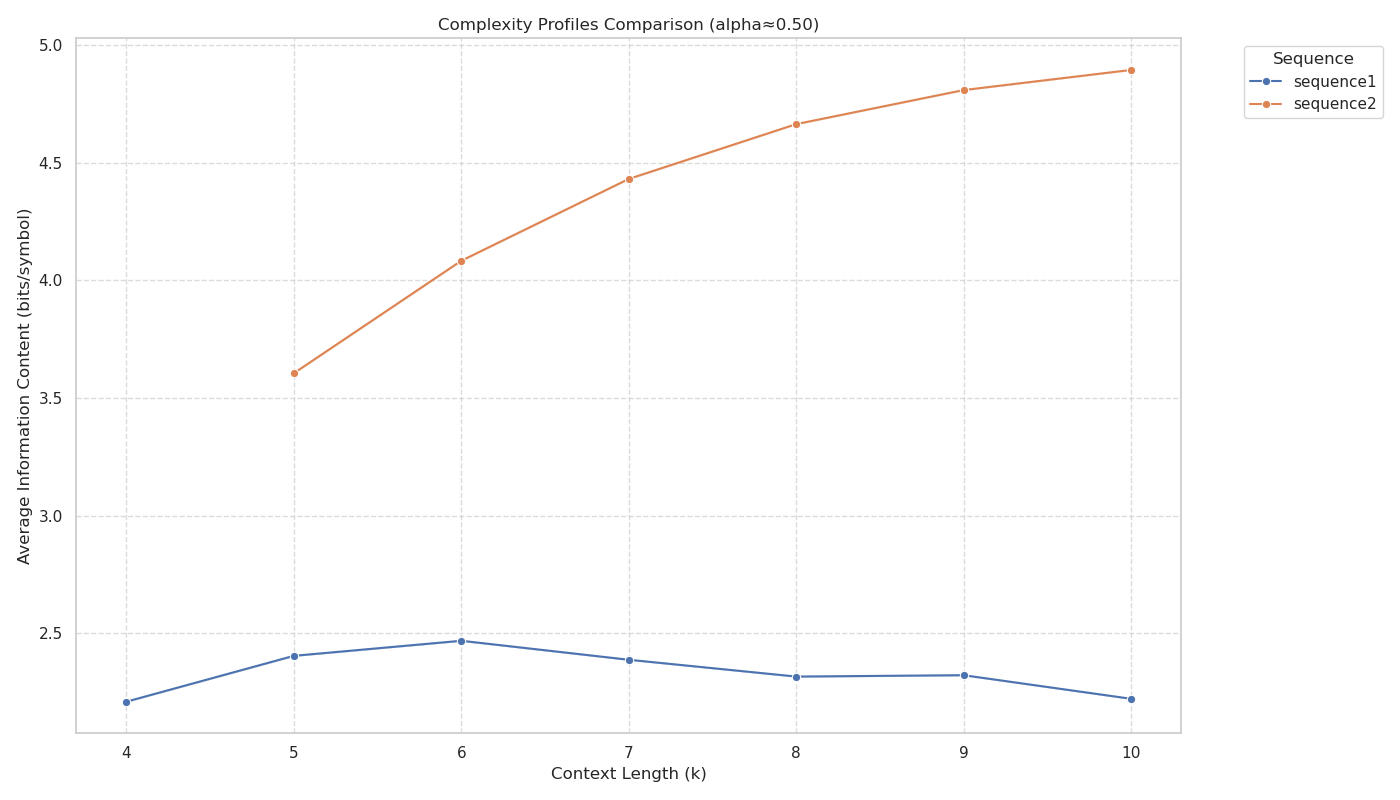 Complexity Profiles Comparison (alpha≈0.50)
Sequence
sequence1
sequence2
Average Information Content (bits/symbol)
5.0
4.5
4.0
3.5
3.0
2.5
4 5 6 7 8 9 10
Context Length (k)